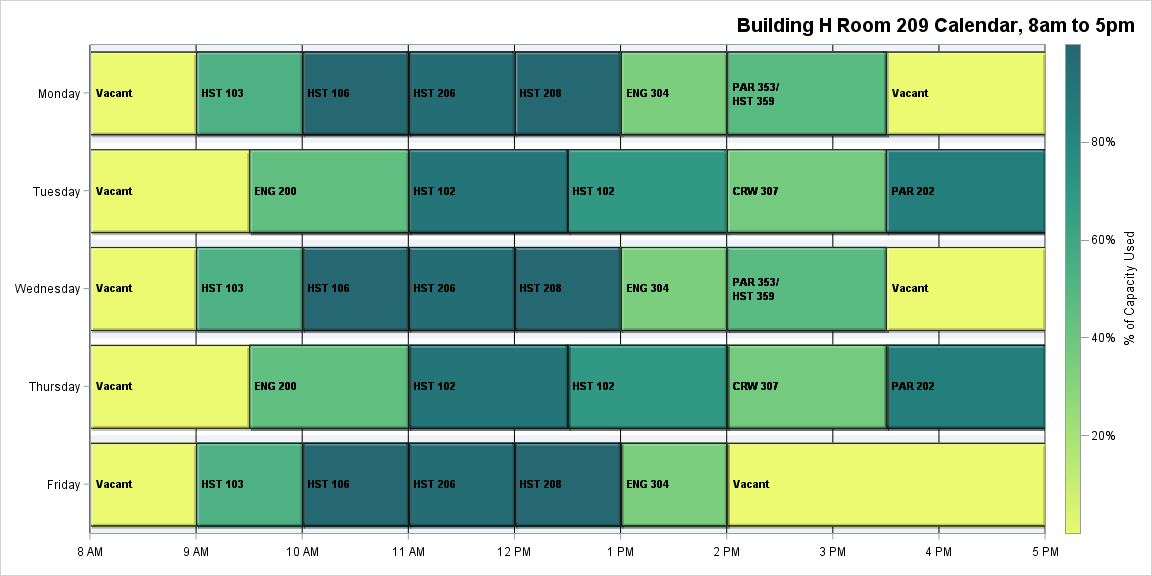 Building H Room 209 Calendar, 8am to 5pm
Monday
Vacant
HST 103
HST 106
HST 206
HST 208
ENG 304
PAR 353/
HST 359
Vacant
Tuesday
Vacant
ENG 200
HST 102
HST 102
CRW 307
PAR 202
Wednesday
Vacant
HST 103
HST 106
HST 206
HST 208
ENG 304
PAR 353/
HST 359
Vacant
Thursday
Vacant
ENG 200
HST 102
HST 102
CRW 307
PAR 202
Friday
Vacant
HST 103
HST 106
HST 206
HST 208
ENG 304
Vacant
8 AM
9 AM
10 AM
11 AM
12 PM
1 PM
2 PM
3 PM
4 PM
5 PM
80%
60%
40%
20%
% of Capacity Used